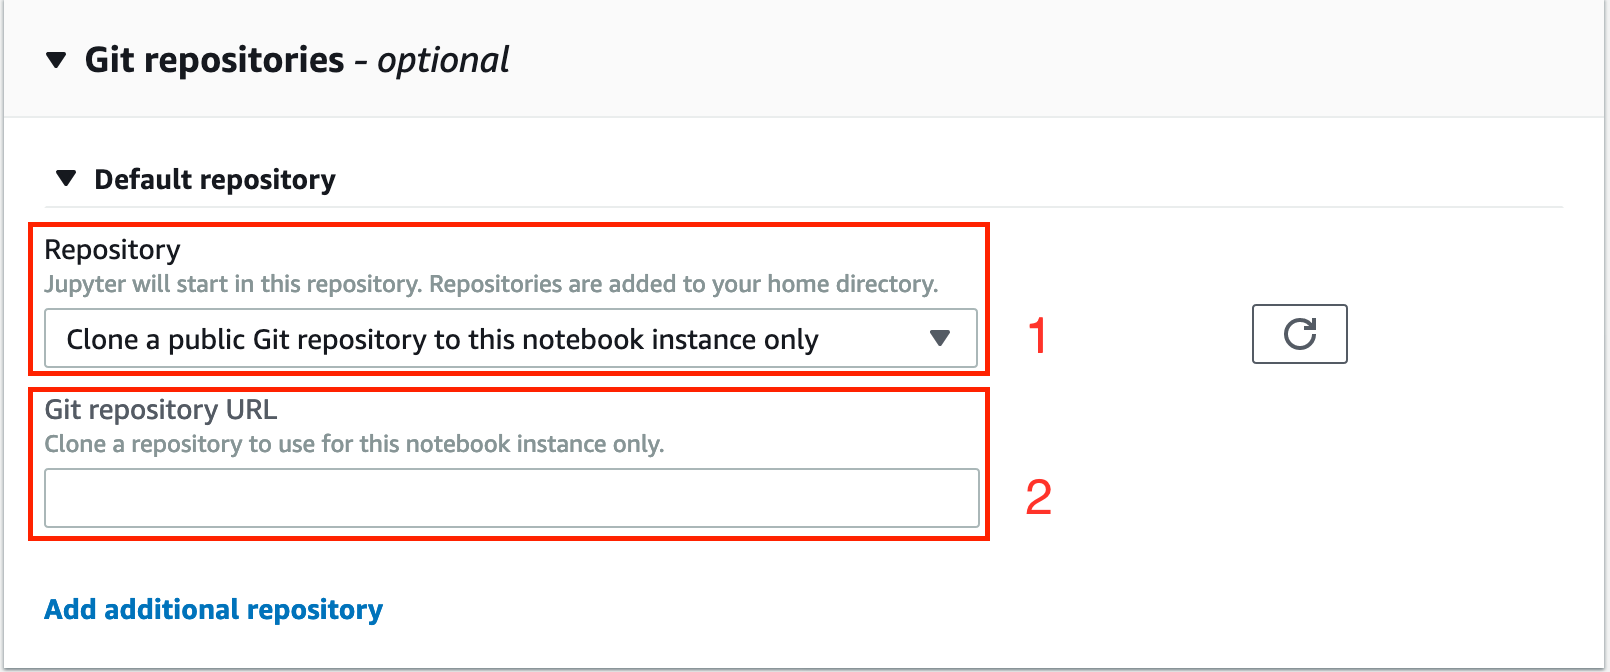 Git repositories - optional
Default repository
Repository
Jupyter will start in this repository. Repositories are added to your home directory.
Clone a public Git repository to this notebook instance only
1
Git repository URL
Clone a repository to use for this notebook instance only.
2
Add additional repository